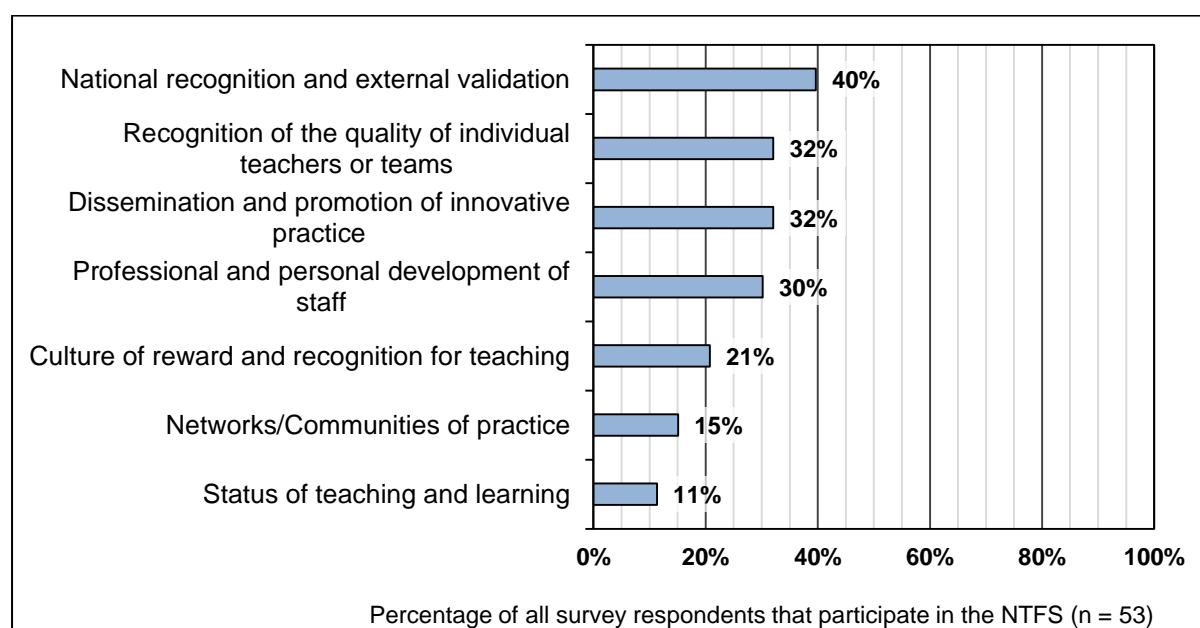 National recognition and external validation
40%
Recognition of the quality of individual
teachers or teams
32%
Dissemination and promotion of innovative
practice
32%
Professional and personal development of
staff
30%
Culture of reward and recognition for teaching
21%
Networks/Communities of practice
15%
Status of teaching and learning
11%
0% 20% 40% 60% 80% 100%
Percentage of all survey respondents that participate in the NTFS (n = 53)